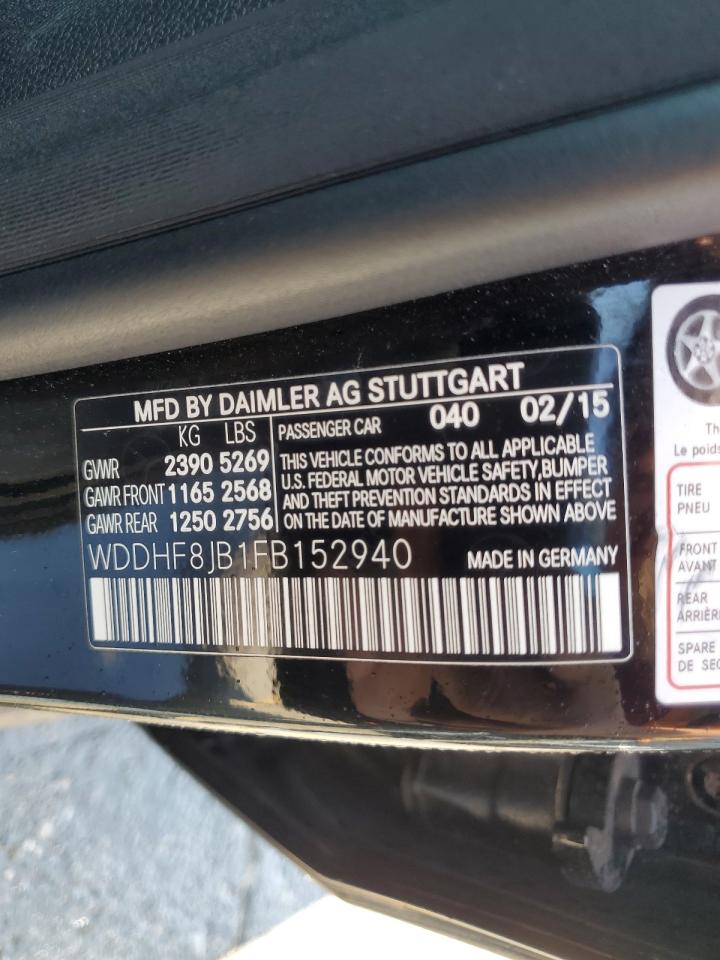 MFD BY DAIMLER AG STUTTGART
KG LBS
GVWR 2390 5269
GAWR FRONT 1165 2568
GAWR REAR 1250 2756
PASSENGER CAR 040 02/15
THIS VEHICLE CONFORMS TO ALL APPLICABLE
U.S. FEDERAL MOTOR VEHICLE SAFETY, BUMPER
AND THEFT PREVENTION STANDARDS IN EFFECT
ON THE DATE OF MANUFACTURE SHOWN ABOVE
WDDHF8JB1FB152940 MADE IN GERMANY
Th
Le poids
TIRE
PNEU
FRONT
AVANT
REAR
ARRIÈR
SPARE
DE SEC